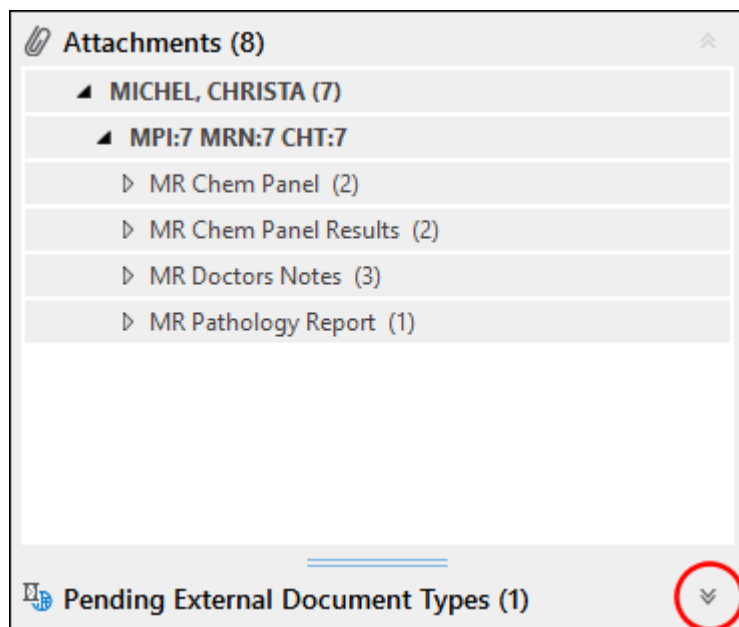 Attachments (8)
MICHEL, CHRISTA (7)
MPI:7 MRN:7 CHT:7
MR Chem Panel (2)
MR Chem Panel Results (2)
MR Doctors Notes (3)
MR Pathology Report (1)
Pending External Document Types (1)